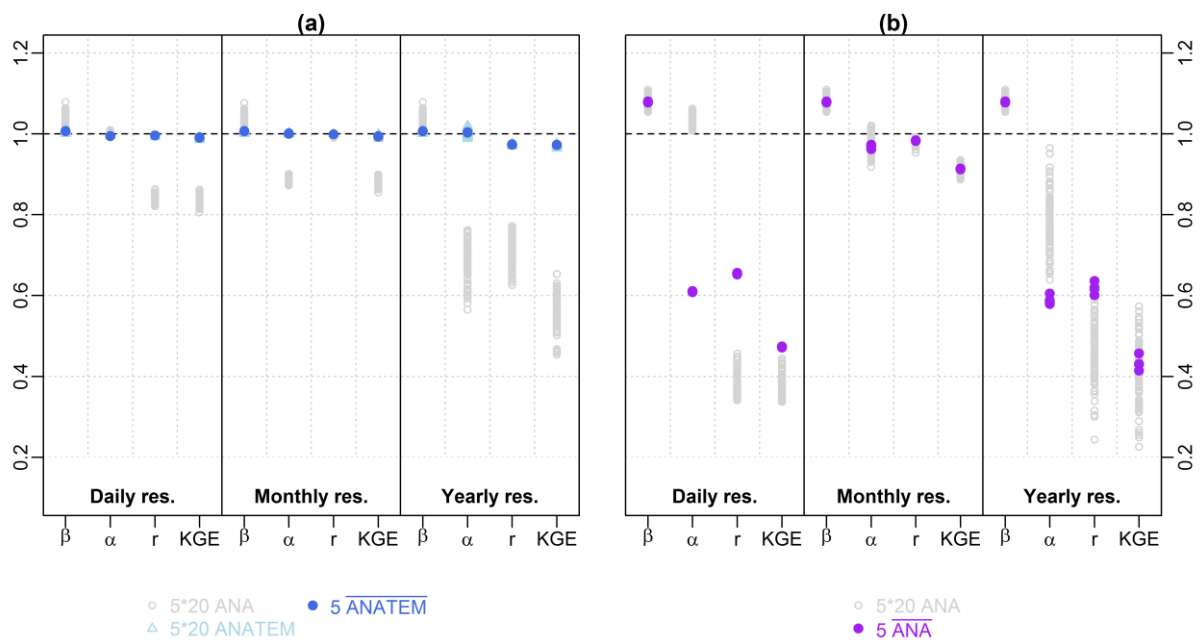 (a) (b)
1.2 1.2
1.0 1.0
0.8 0.8
0.6 0.6
0.4 0.4
0.2 0.2
Daily res. Monthly res. Yearly res. Daily res. Monthly res. Yearly res.
β α r KGE β α r KGE β α r KGE β α r KGE β α r KGE β α r KGE
5*20 ANA 5 ANATEM 5*20 ANA
5*20 ANATEM 5 ANA